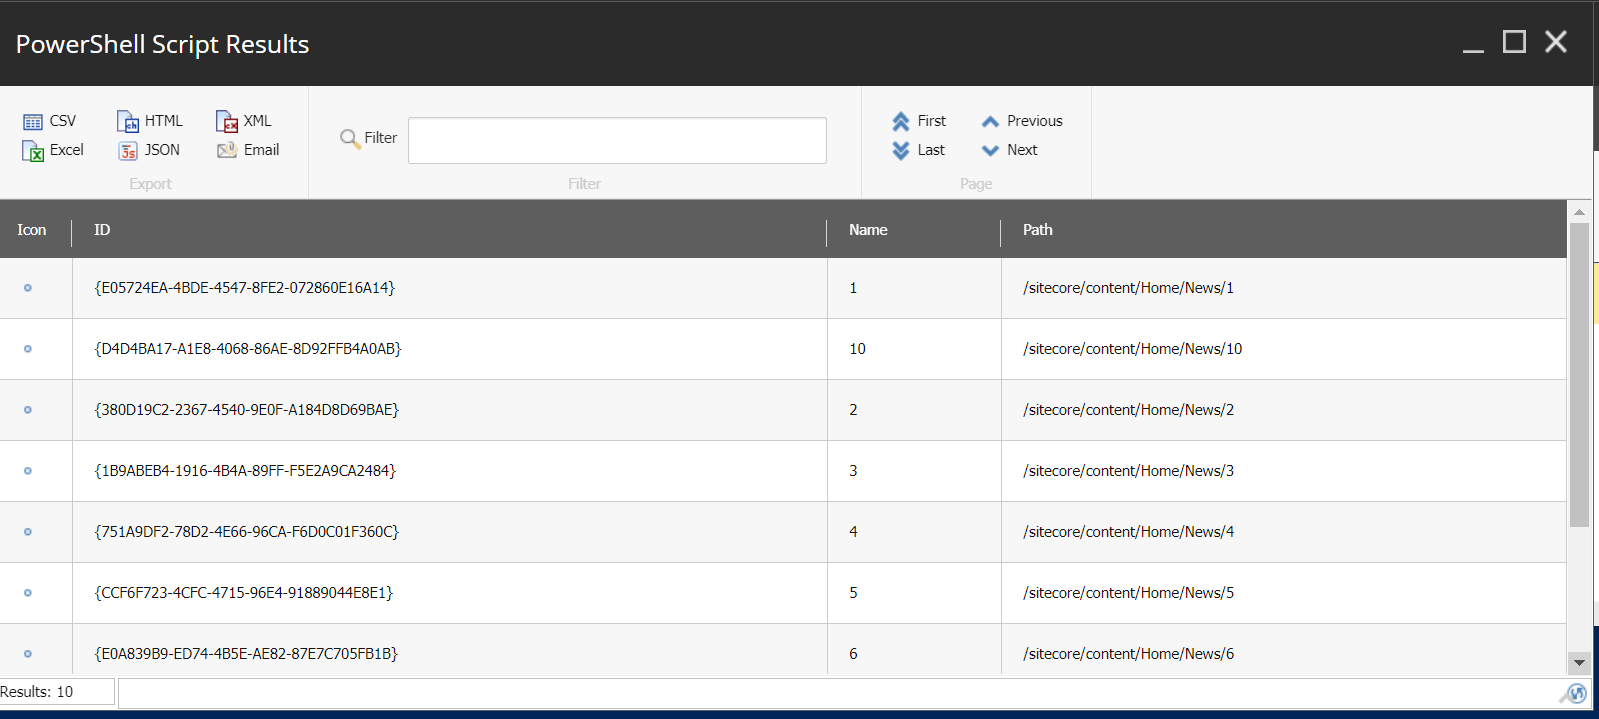 PowerShell Script Results
CSV HTML XML
Excel JSON Email
Export
Filter
Filter
First Previous
Last Next
Page
Icon ID Name Path
{E05724EA-4BDE-4547-8FE2-072860E16A14} 1 /sitecore/content/Home/News/1
{D4D4BA17-A1E8-4068-86AE-8D92FFB4A0AB} 10 /sitecore/content/Home/News/10
{380D19C2-2367-4540-9E0F-A184D8D69BAE} 2 /sitecore/content/Home/News/2
{1B9ABEB4-1916-4B4A-89FF-F5E2A9CA2484} 3 /sitecore/content/Home/News/3
{751A9DF2-78D2-4E66-96CA-F6D0C01F360C} 4 /sitecore/content/Home/News/4
{CCF6F723-4CFC-4715-96E4-91889044E8E1} 5 /sitecore/content/Home/News/5
{E0A839B9-ED74-4B5E-AE82-87E7C705FB1B} 6 /sitecore/content/Home/News/6
Results: 10